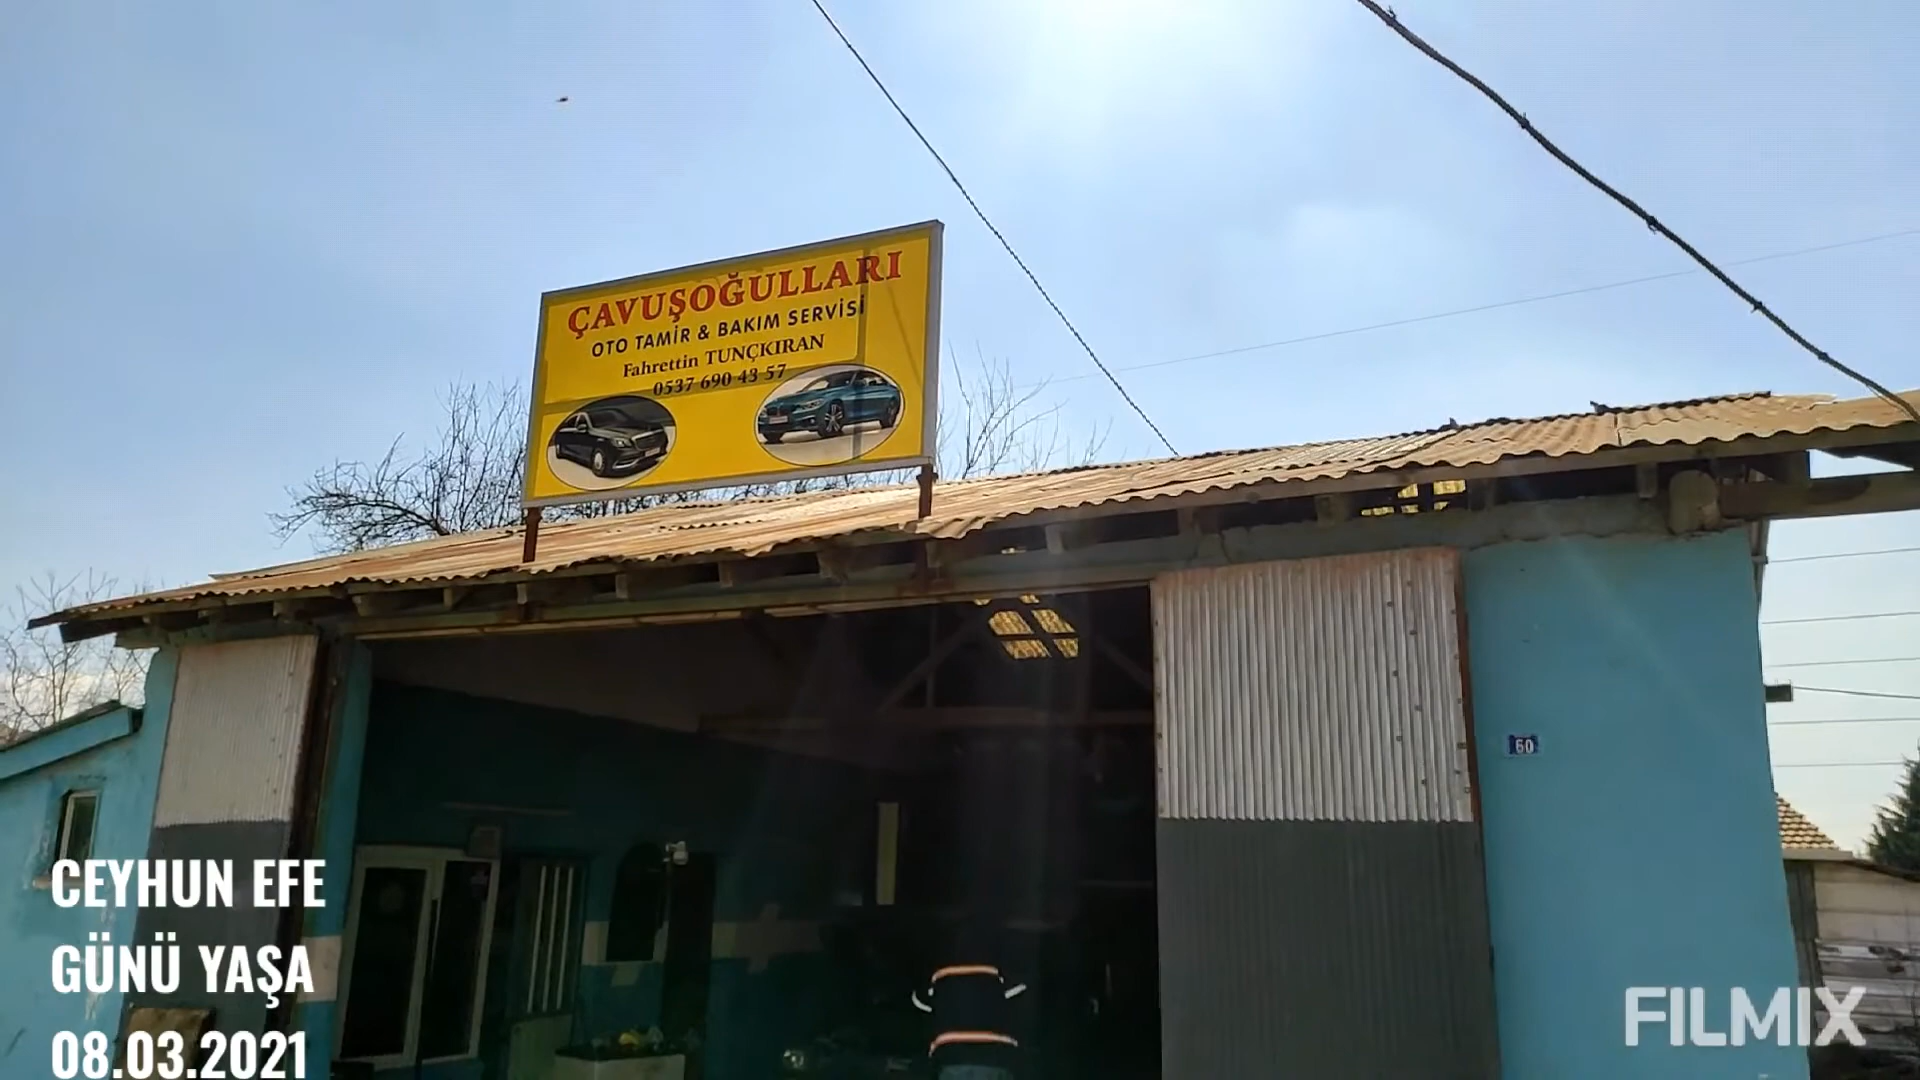 ÇAVUŞOĞULLARI
OTO TAMİR & BAKIM SERVİSİ
Fahrettin TUNÇKIRAN
0537 690 43 57
60
CEYHUN EFE
GÜNÜ YAŞA
08.03.2021
FILMIX